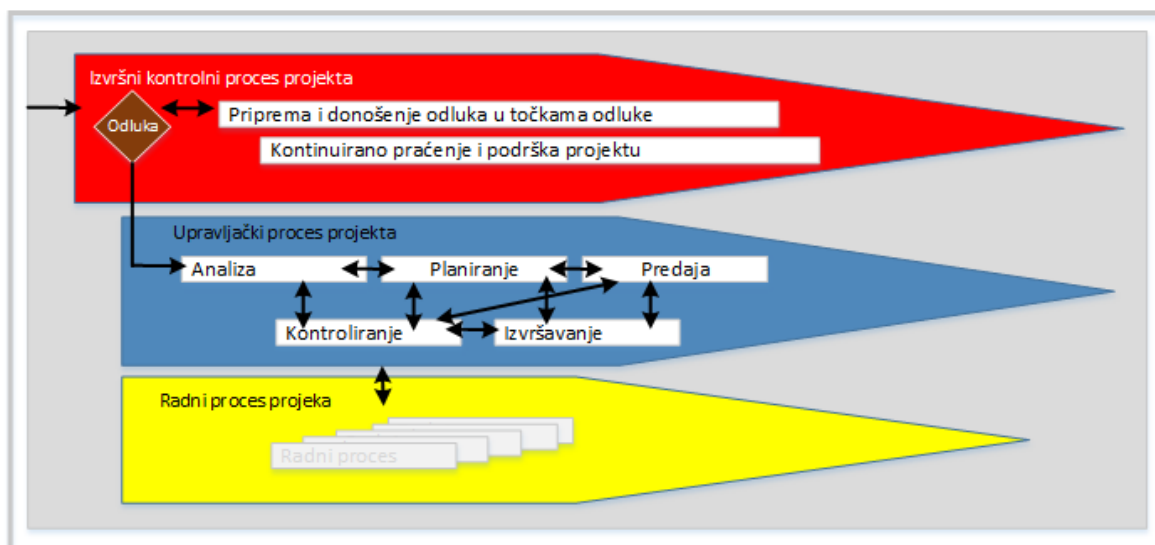 Izvršni kontrolni proces projekta
Odluka
Priprema i donošenje odluka u točkama odluke
Kontinuirano praćenje i podrška projektu
Upravljački proces projekta
Analiza
Planiranje
Predaja
Kontroliranje
Izvršavanje
Radni proces projeka
Radni proces